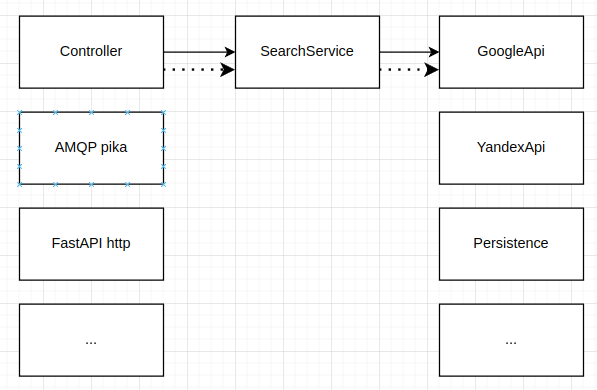 Controller
SearchService
GoogleApi
AMQP pika
YandexApi
FastAPI http
Persistence
...
...